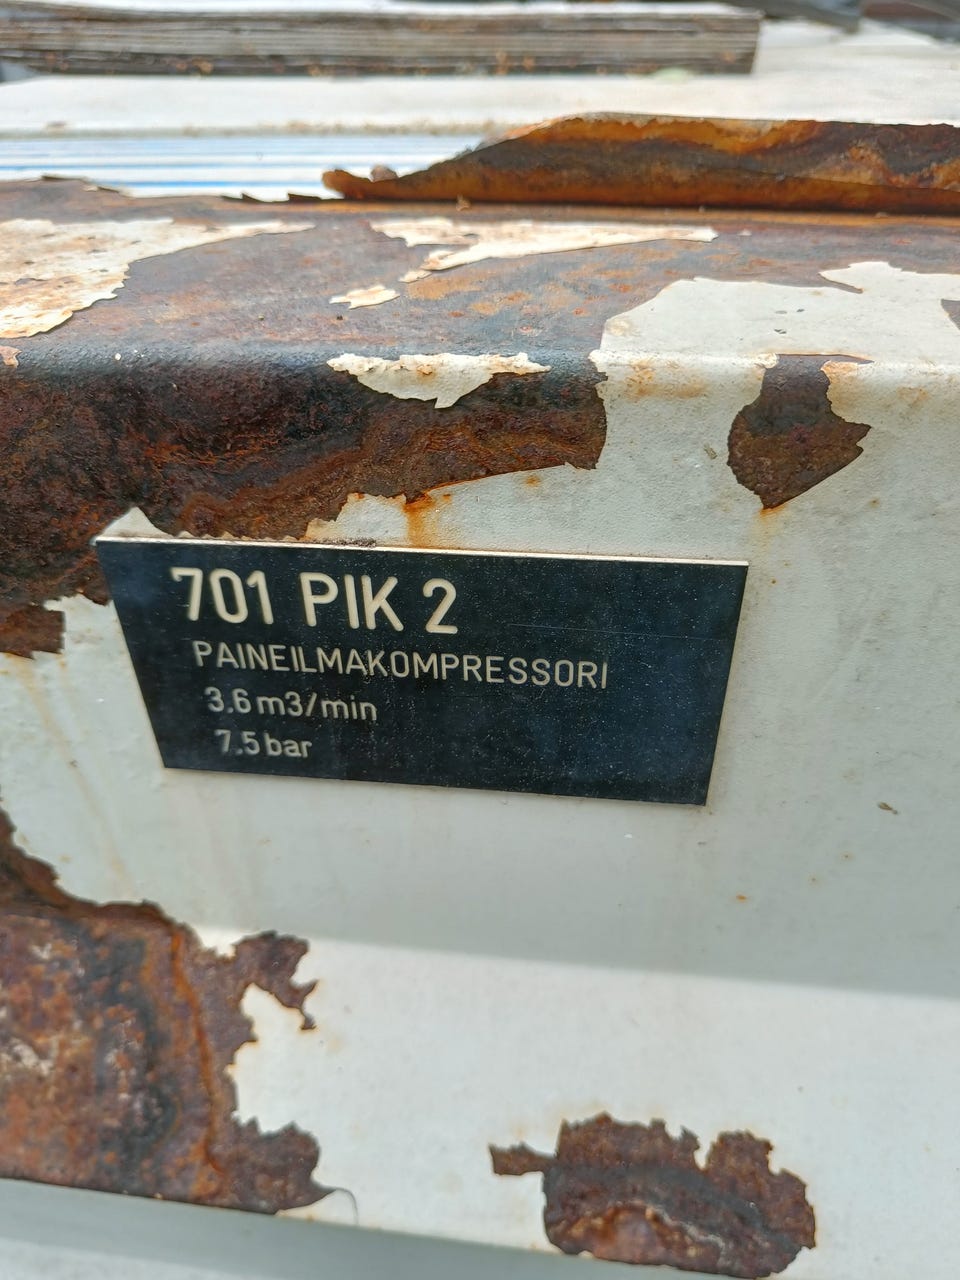 701 PIK 2
PAINEILMAKOMPRESSORI
3.6 m3/min
7.5 bar